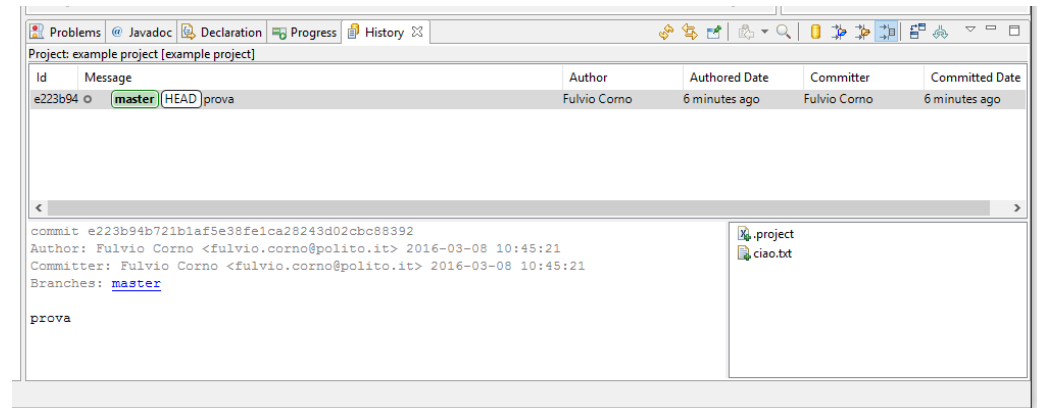 Problems @ Javadoc Declaration Progress History
Project: example project [example project]
Id Message Author Authored Date Committer Committed Date
e223b94 master HEAD prova Fulvio Corno 6 minutes ago Fulvio Corno 6 minutes ago
commit e223b94b721b1af5e38fe1ca28243d02cbc88392
Author: Fulvio Corno <fulvio.corno@polito.it> 2016-03-08 10:45:21
Committer: Fulvio Corno <fulvio.corno@polito.it> 2016-03-08 10:45:21
Branches: master
prova
.project
ciao.txt